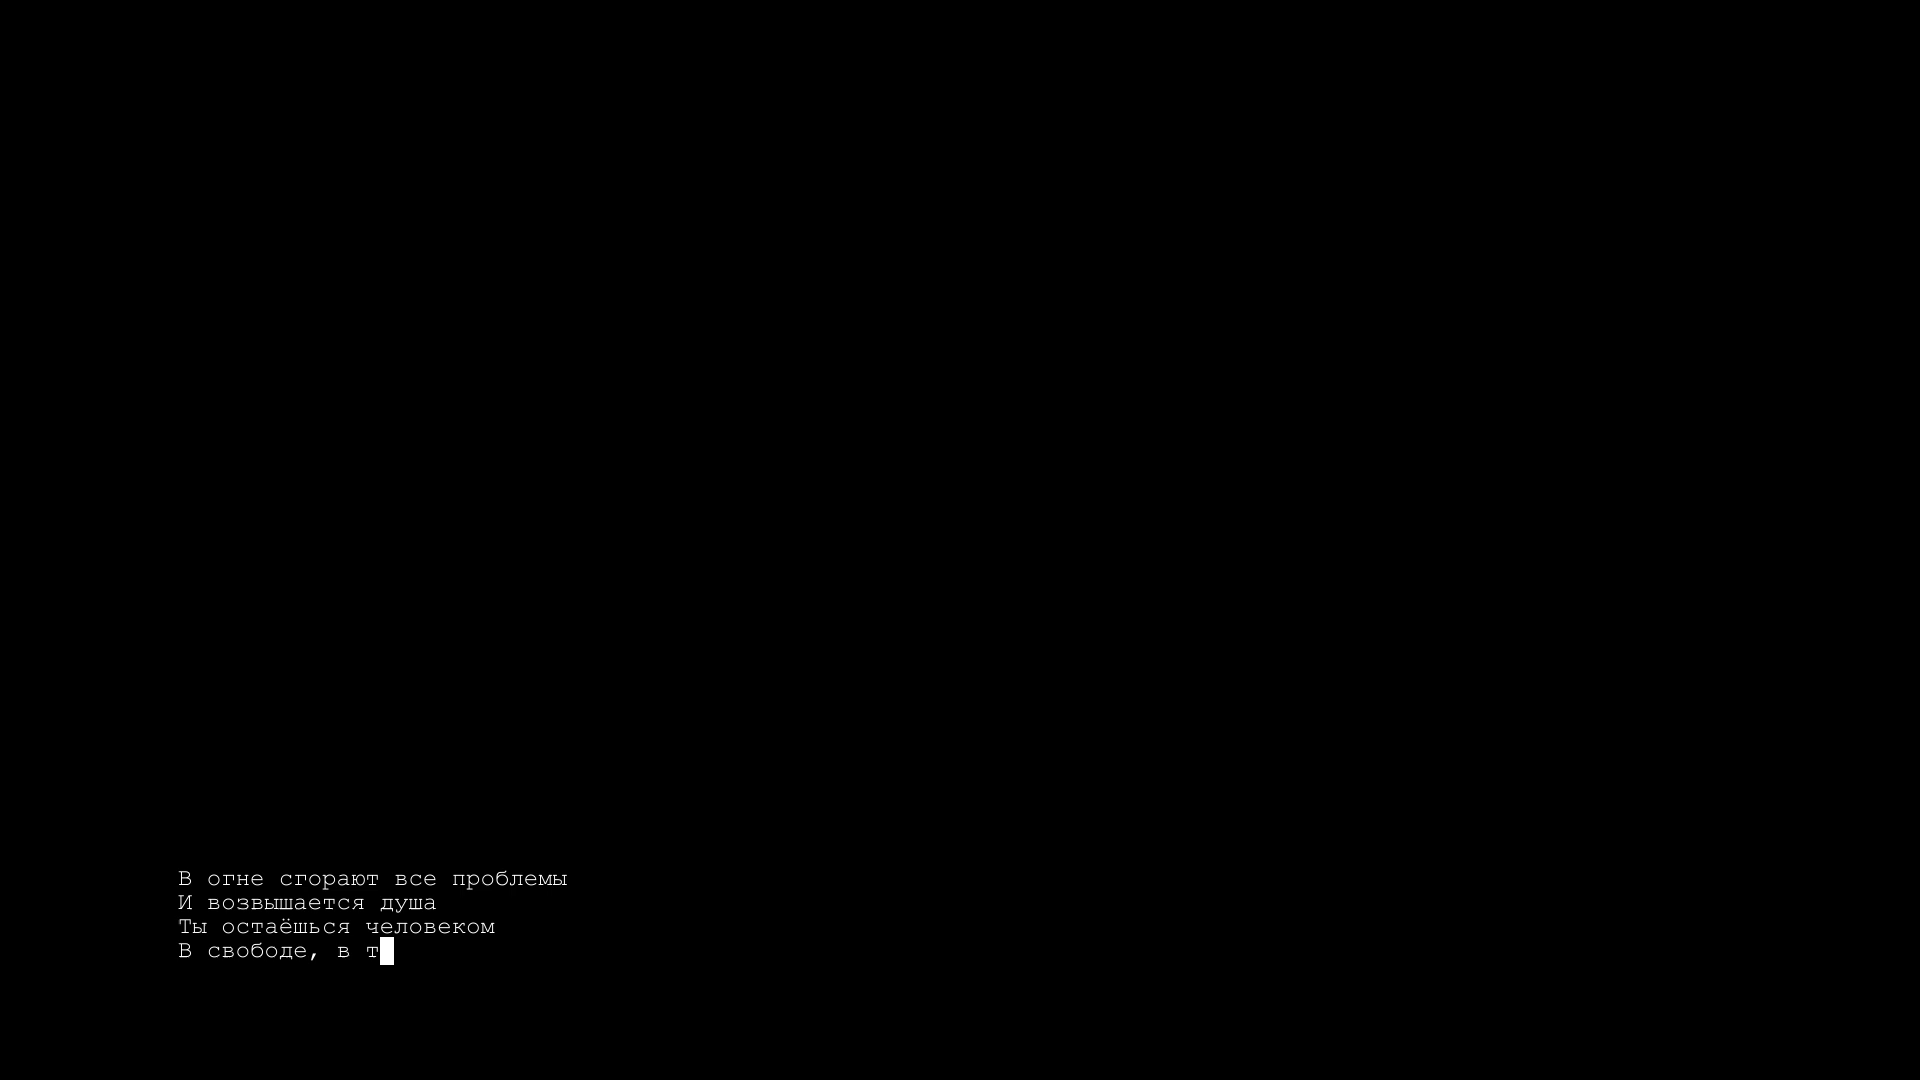 В огне сгорают все проблемы
И возвышается душа
Ты остаёшься человеком
В свободе, в т